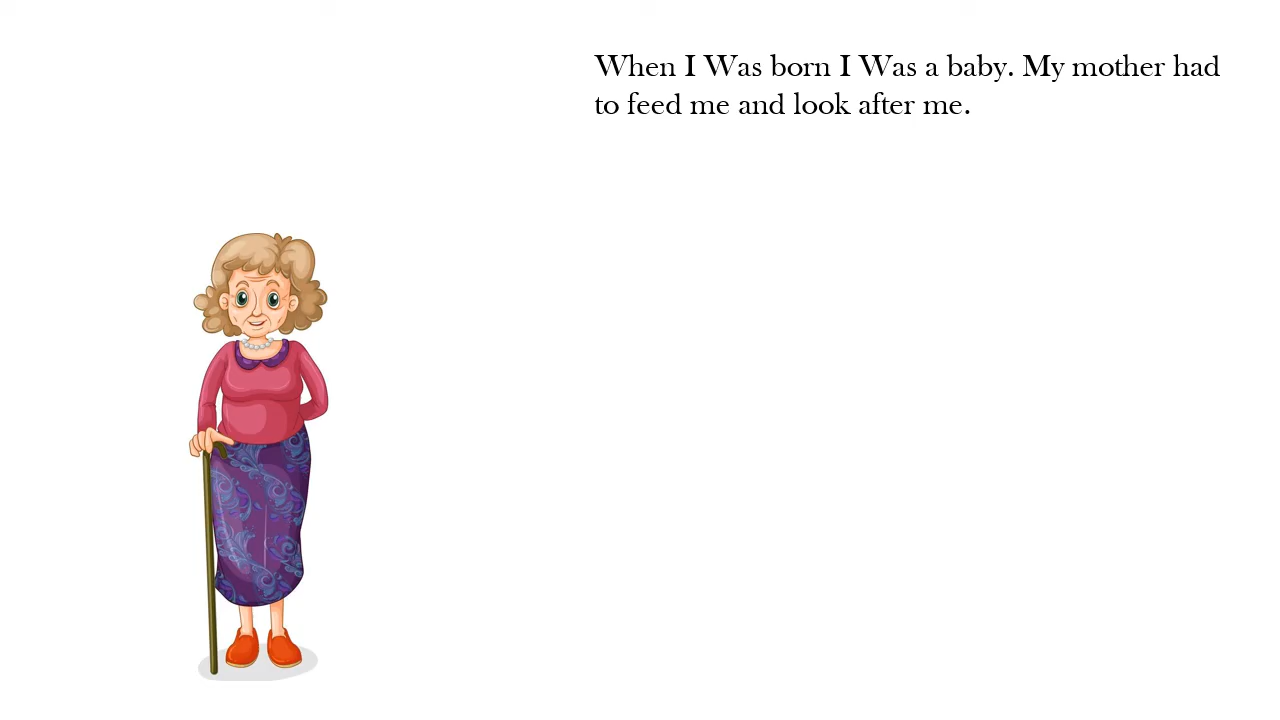 When I Was born I Was a baby. My mother had
to feed me and look after me.